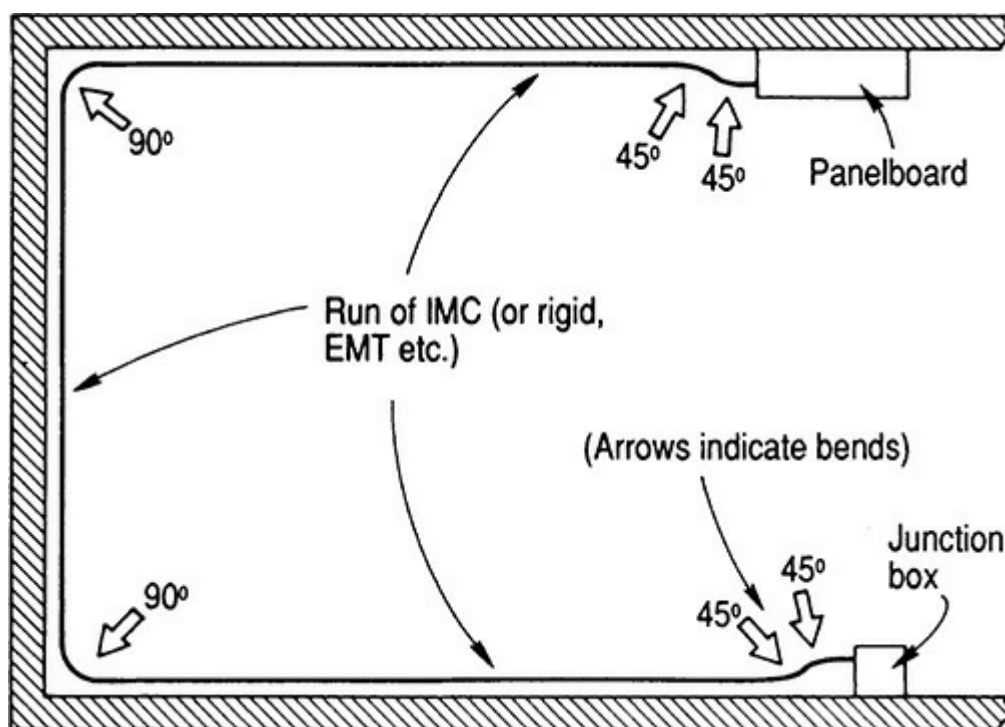 90º
45º
45º
Panelboard
Run of IMC (or rigid,
EMT etc.)
(Arrows indicate bends)
Junction
box
45º
45º
90º